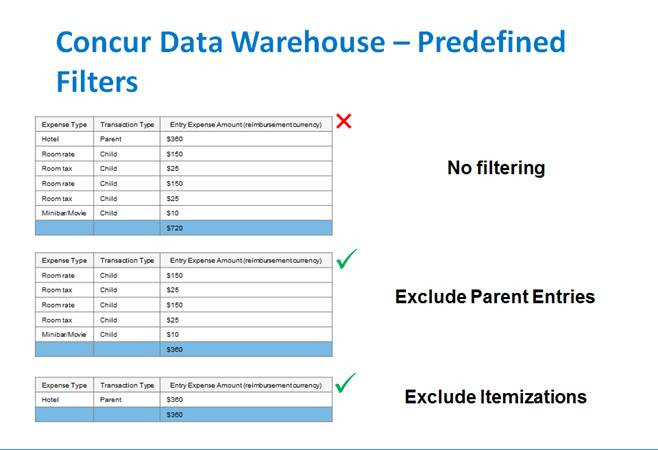 Concur Data Warehouse – Predefined
Filters
Expense Type Transaction Type Entry Expense Amount (reimbursement currency)
Hotel Parent $360
Room rate Child $150
Room tax Child $25
Room rate Child $150
Room tax Child $25
Minibar/Movie Child $10
$720
No filtering
Expense Type Transaction Type Entry Expense Amount (reimbursement currency)
Room rate Child $150
Room tax Child $25
Room rate Child $150
Room tax Child $25
Minibar/Movie Child $10
$360
Exclude Parent Entries
Expense Type Transaction Type Entry Expense Amount (reimbursement currency)
Hotel Parent $360
$360
Exclude Itemizations